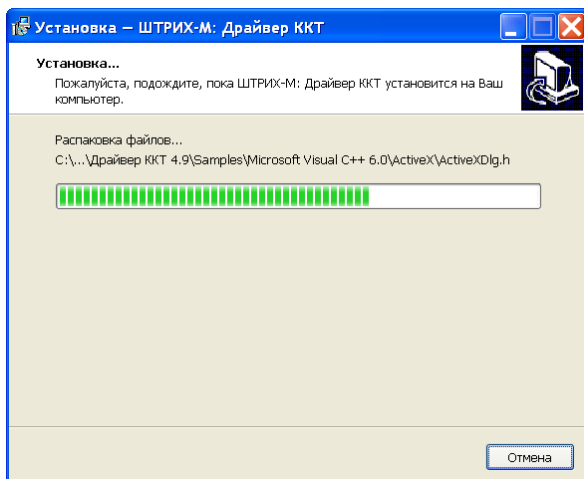 Установка — ШТРИХ-М: Драйвер ККТ
Установка...
Пожалуйста, подождите, пока ШТРИХ-М: Драйвер ККТ установится на Ваш
компьютер.
Распаковка файлов...
C:\...\Драйвер ККТ 4.9\Samples\Microsoft Visual C++ 6.0\ActiveX\ActiveXDlg.h
Отмена